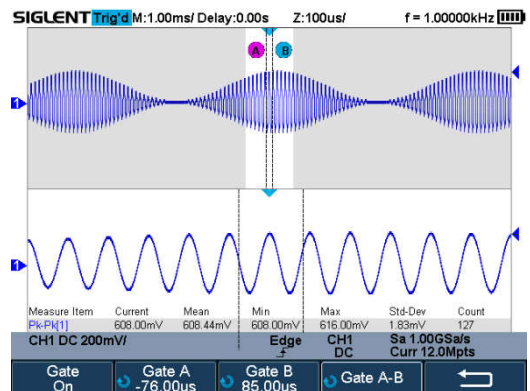 SIGLENT Trig'd M:1.00ms/ Delay:0.00s Z:100us/ f = 1.00000kHz
A B
1
1
Measure Item Current Mean Min Max Std-Dev Count
Pk-Pk[1] 608.00mV 608.44mV 608.00mV 616.00mV 1.83mV 127
CH1 DC 200mV/ Edge CH1 Sa 1.00GSa/s
DC Curr 12.0Mpts
Gate Gate A Gate B Gate A-B
On -76.00us 85.00us